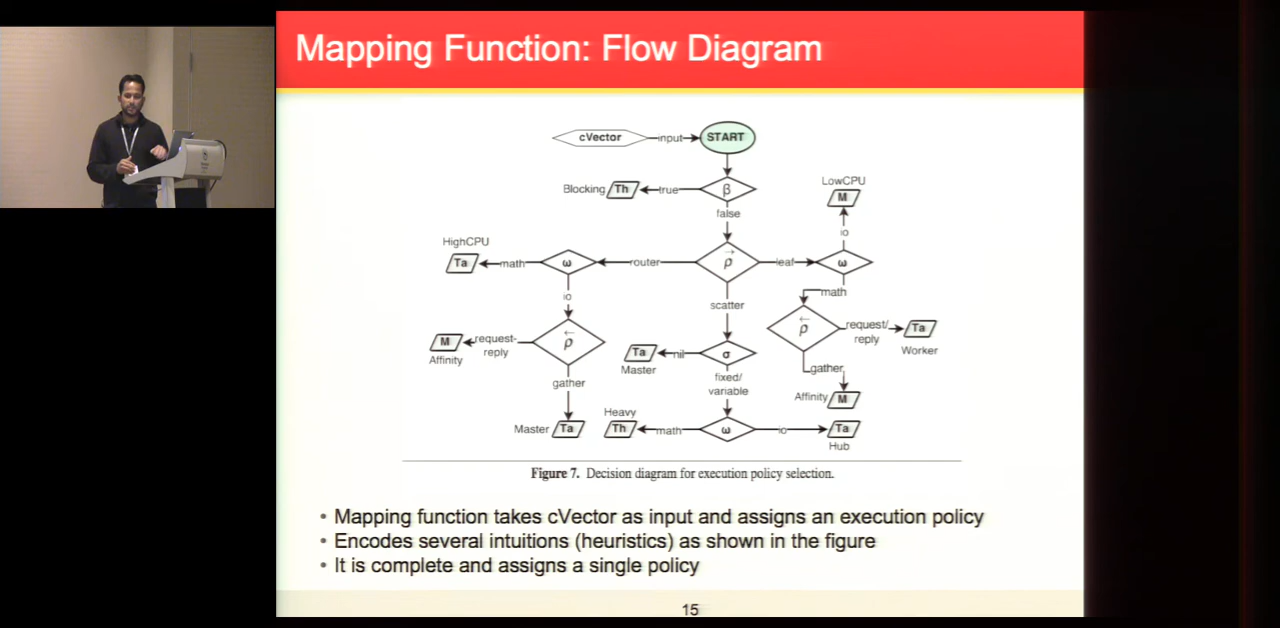 Mapping Function: Flow Diagram
cVector
input
START
LowCPU
Blocking
Th
true
β
M
false
io
HighCPU
Ta
math
ω
router
→ρ
leaf
ω
io
scatter
math
M
request-
reply
←ρ
Ta
nil
σ
←ρ
request/
reply
Ta
Affinity
Master
Worker
gather
fixed/
variable
gather
Affinity
M
Heavy
Master
Ta
Th
math
ω
io
Ta
Hub
Figure 7. Decision diagram for execution policy selection.
• Mapping function takes cVector as input and assigns an execution policy
• Encodes several intuitions (heuristics) as shown in the figure
• It is complete and assigns a single policy
15